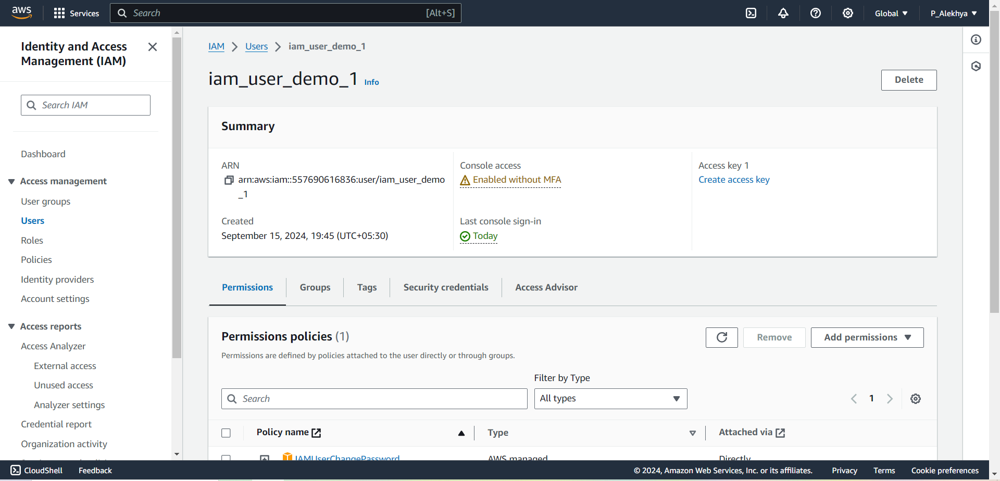 aws
Services
Search
[Alt+S]
Global
P_Alekhya
Identity and Access
Management (IAM)
Search IAM
Dashboard
Access management
User groups
Users
Roles
Policies
Identity providers
Account settings
Access reports
Access Analyzer
External access
Unused access
Analyzer settings
Credential report
Organization activity
IAM
Users
iam_user_demo_1
iam_user_demo_1
Info
Delete
Summary
ARN
arn:aws:iam::557690616836:user/iam_user_demo
_1
Created
September 15, 2024, 19:45 (UTC+05:30)
Console access
Enabled without MFA
Last console sign-in
Today
Access key 1
Create access key
Permissions
Groups
Tags
Security credentials
Access Advisor
Permissions policies (1)
Remove
Add permissions
Permissions are defined by policies attached to the user directly or through groups.
Filter by Type
Search
All types
1
Policy name
Type
Attached via
IAMUserChangePassword
AWS managed
Directly
CloudShell
Feedback
© 2024, Amazon Web Services, Inc. or its affiliates.
Privacy
Terms
Cookie preferences